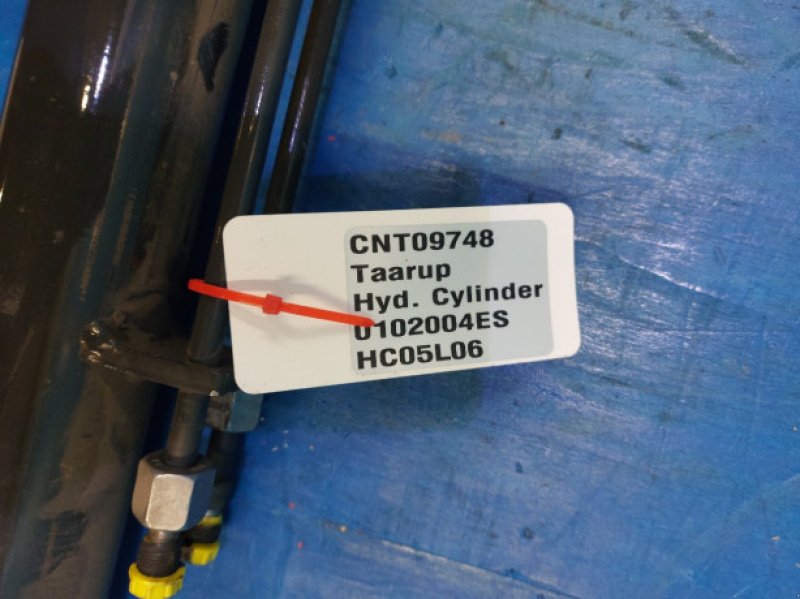 CNT09748
Taarup
Hyd. Cylinder
0102004ES
HC05L06